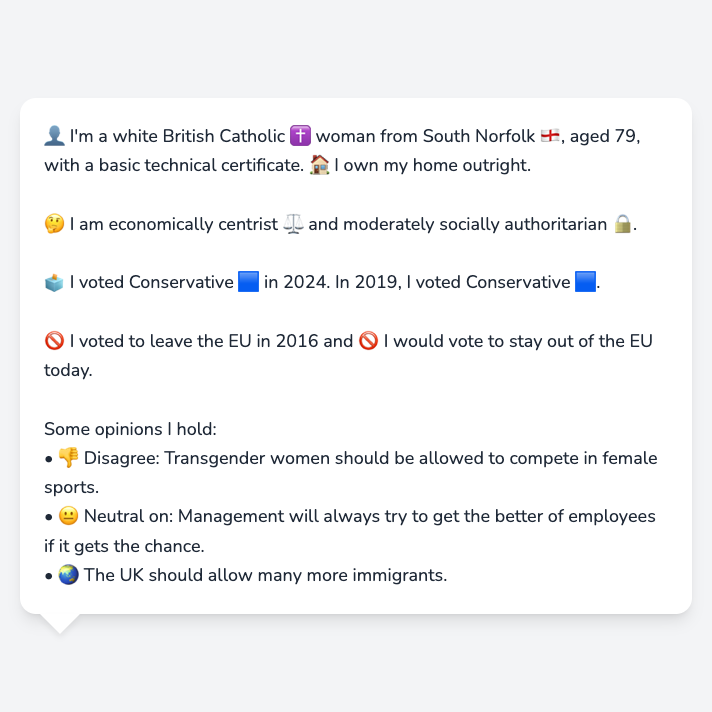 👤 I'm a white British Catholic ✝️ woman from South Norfolk 🏴󠁧󠁢󠁥󠁮󠁧󠁿, aged 79,
with a basic technical certificate. 🏠 I own my home outright.
🤔 I am economically centrist ⚖️ and moderately socially authoritarian 🔒.
🗳️ I voted Conservative 🟦 in 2024. In 2019, I voted Conservative 🟦.
🚫 I voted to leave the EU in 2016 and 🚫 I would vote to stay out of the EU
today.
Some opinions I hold:
• 👎 Disagree: Transgender women should be allowed to compete in female
sports.
• 😐 Neutral on: Management will always try to get the better of employees
if it gets the chance.
• 🌏 The UK should allow many more immigrants.